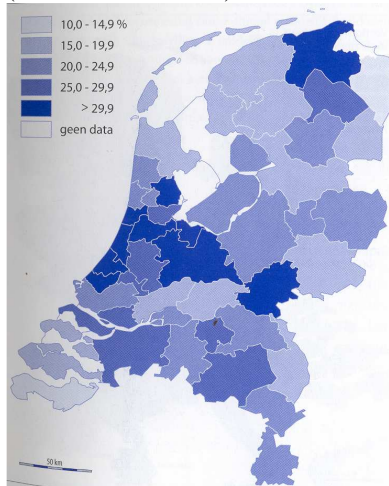 10,0 - 14,9 %
15,0 - 19,9
20,0 - 24,9
25,0 - 29,9
> 29,9
geen data
50 km